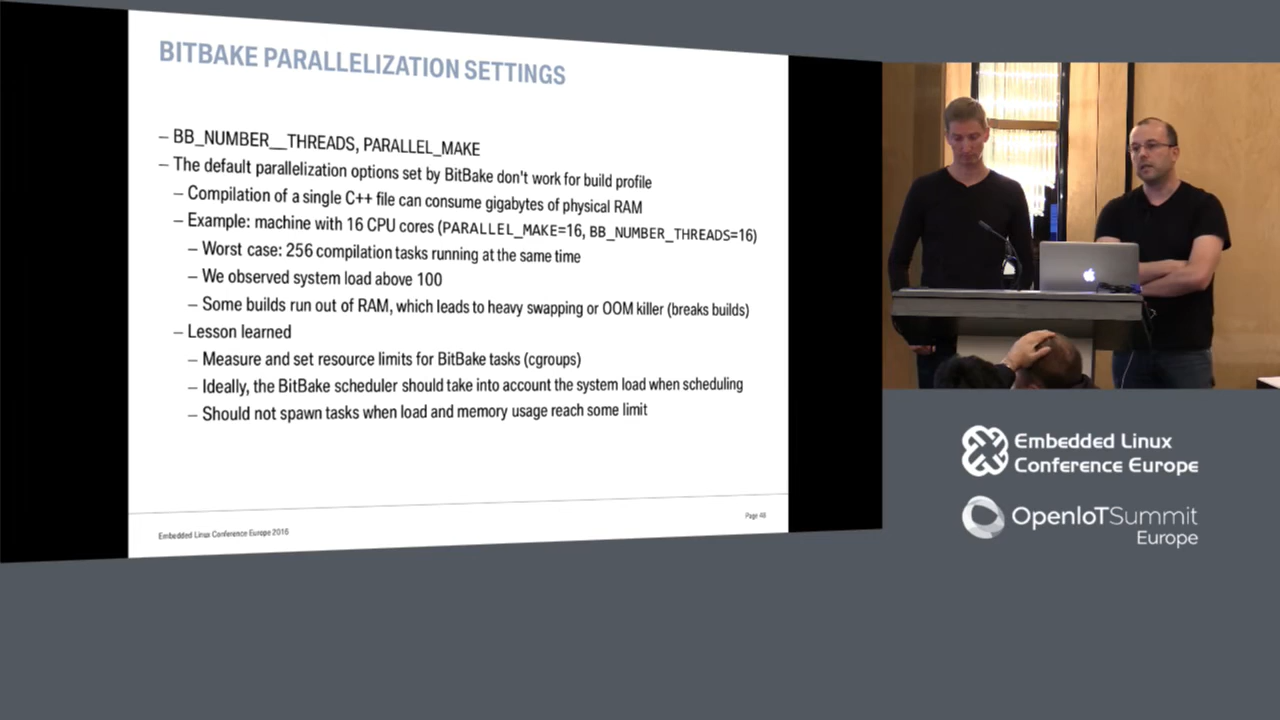 BITBAKE PARALLELIZATION SETTINGS
– BB_NUMBER__THREADS, PARALLEL_MAKE
– The default parallelization options set by BitBake don't work for build profile
– Compilation of a single C++ file can consume gigabytes of physical RAM
– Example: machine with 16 CPU cores (PARALLEL_MAKE=16, BB_NUMBER_THREADS=16)
– Worst case: 256 compilation tasks running at the same time
– We observed system load above 100
– Some builds run out of RAM, which leads to heavy swapping or OOM killer (breaks builds)
– Lesson learned
– Measure and set resource limits for BitBake tasks (cgroups)
– Ideally, the BitBake scheduler should take into account the system load when scheduling
– Should not spawn tasks when load and memory usage reach some limit
Embedded Linux Conference Europe 2016
Page 48
Embedded Linux
Conference Europe
OpenIoTSummit
Europe